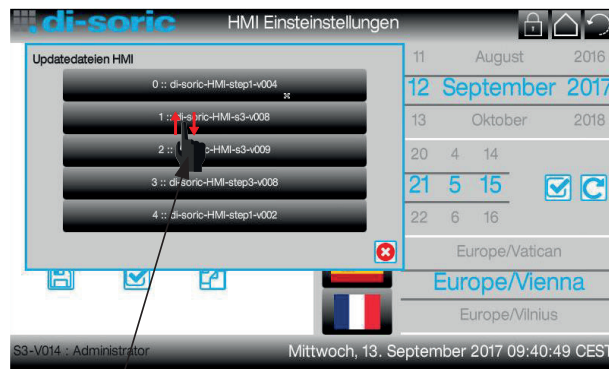 di-soric
HMI Einsteinstellungen
Updatedateien HMI
0 :: di-soric-HMI-step1-v004
1 :: di-soric-HMI-s3-v008
2 :: c-HMI-s3-v009
3 :: di-soric-HMI-step3-v008
4 :: di-soric-HMI-step1-v002
11 August 2016
12 September 2017
13 Oktober 2018
20 4 14
21 5 15
22 6 16
Europe/Vatican
Europe/Vienna
Europe/Vilnius
S3-V014 : Administrator
Mittwoch, 13. September 2017 09:40:49 CEST